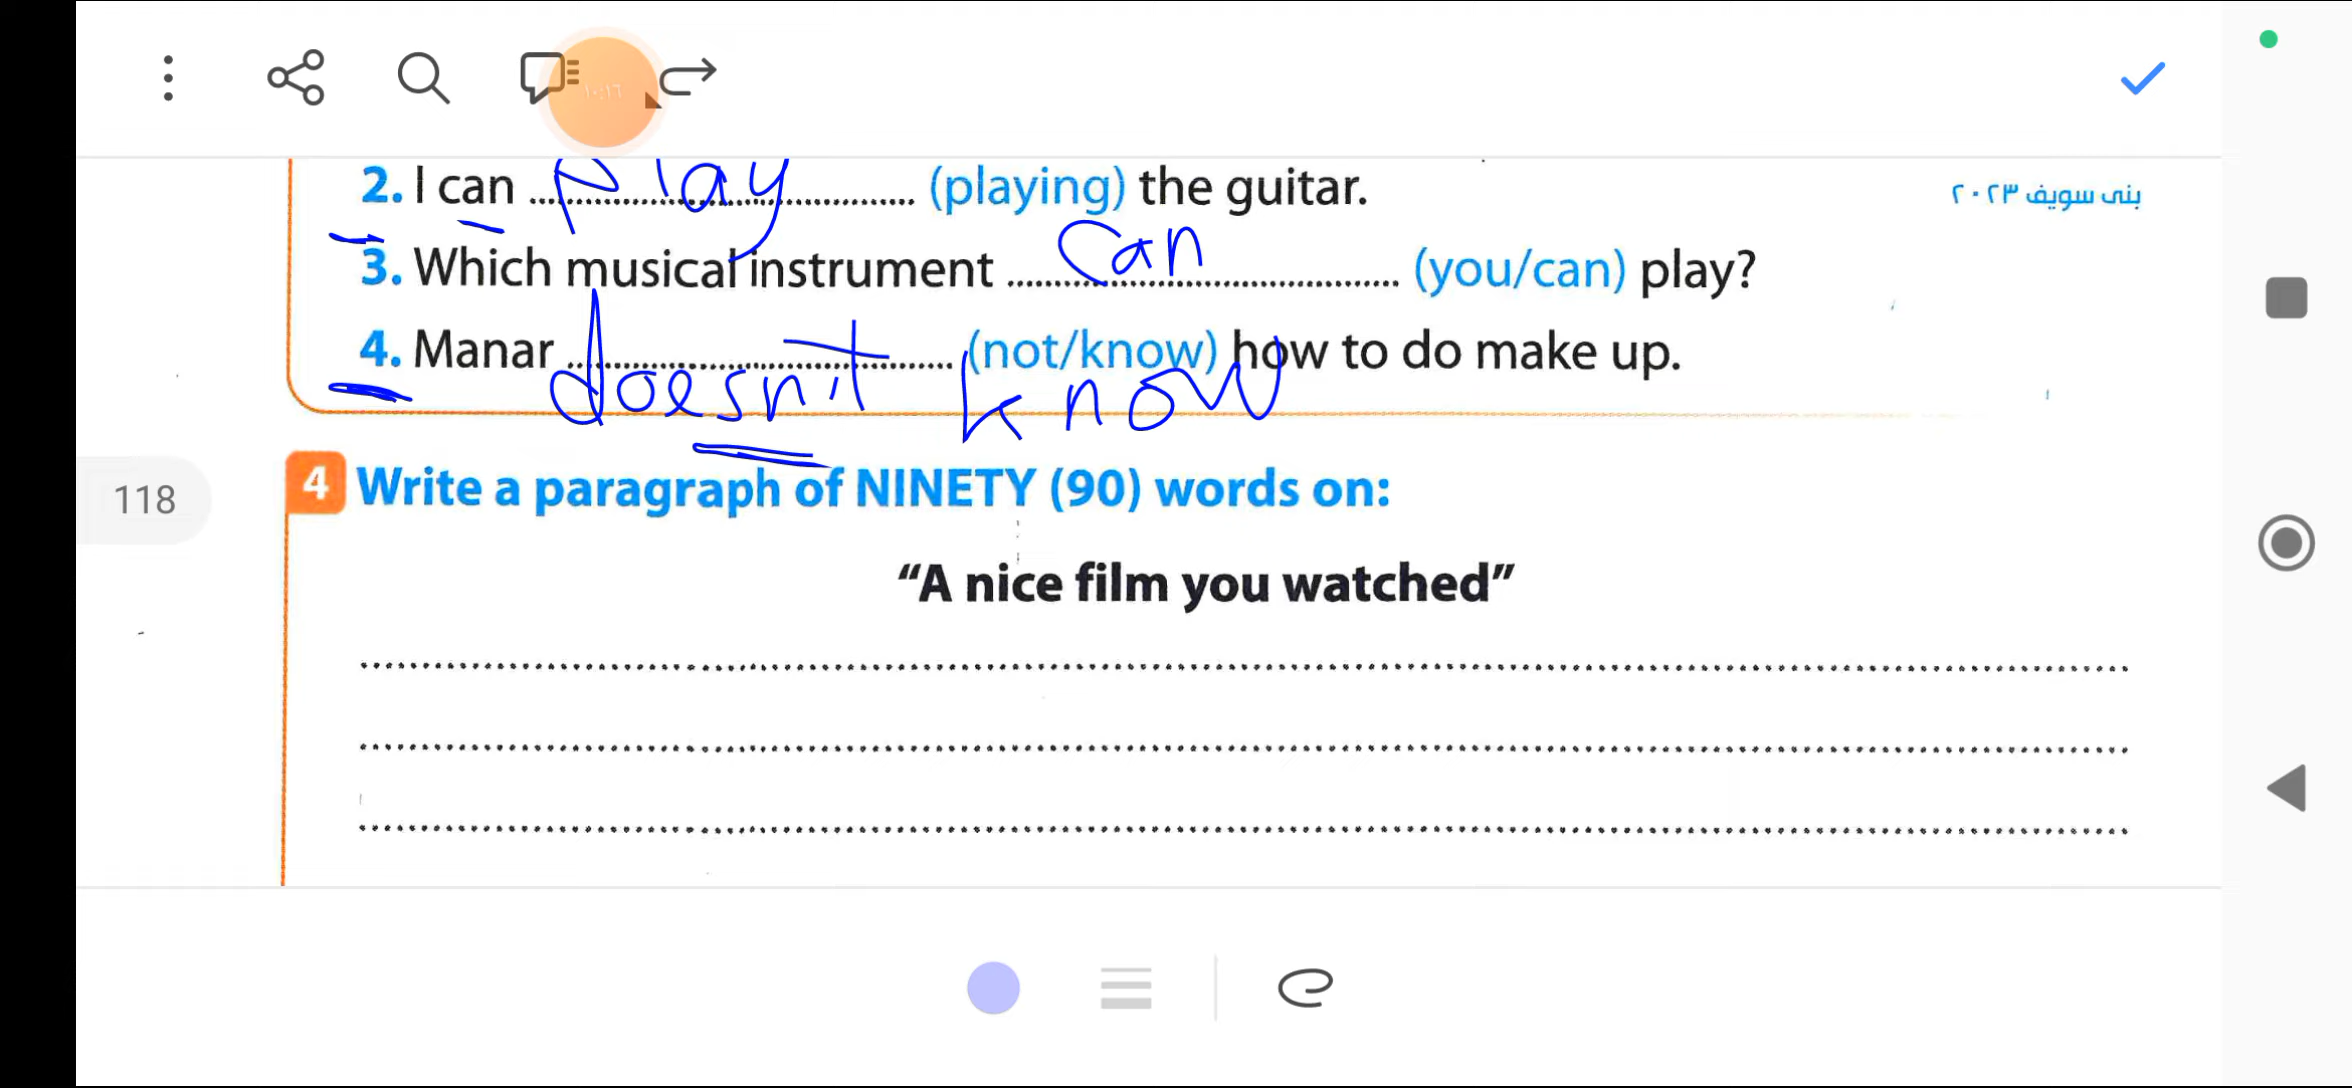 ١٠:١٦
2. I can play (playing) the guitar.
بنى سويف ٢٠٢٣
3. Which musical instrument can (you/can) play?
4. Manar doesn't know (not/know) how to do make up.
118
4 Write a paragraph of NINETY (90) words on:
“A nice film you watched”